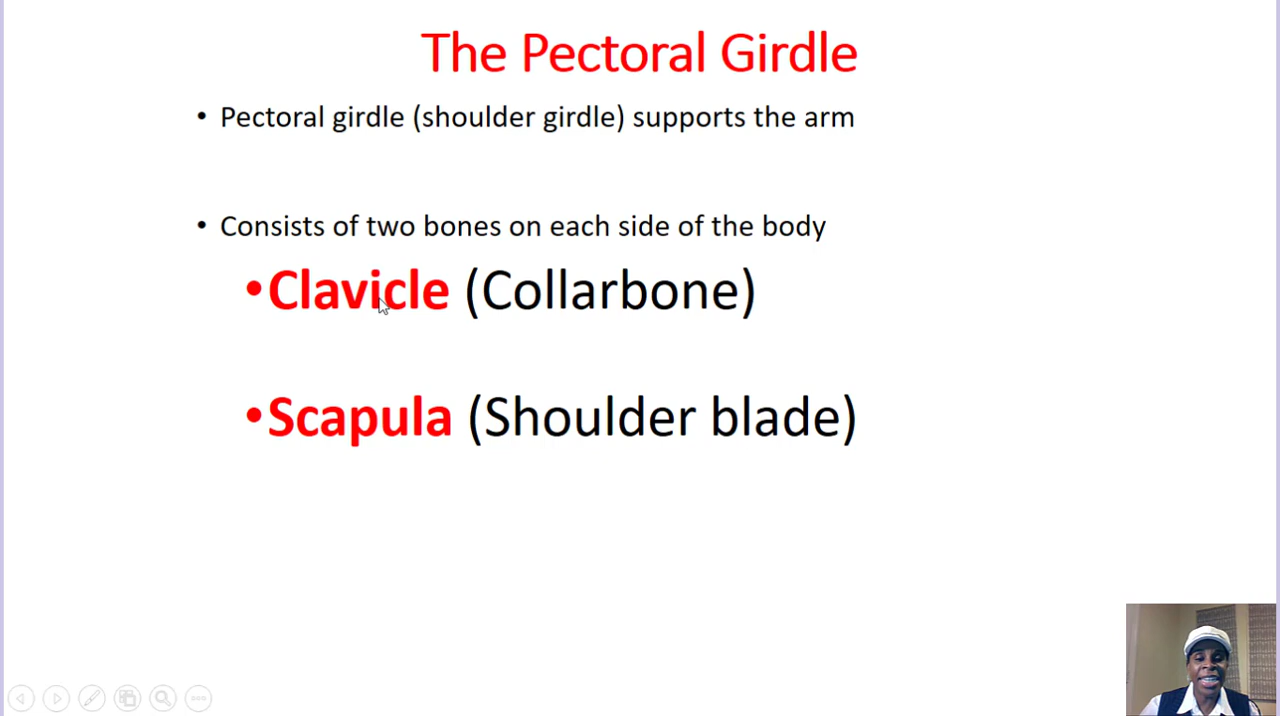 The Pectoral Girdle
• Pectoral girdle (shoulder girdle) supports the arm
• Consists of two bones on each side of the body
•Clavicle (Collarbone)
•Scapula (Shoulder blade)